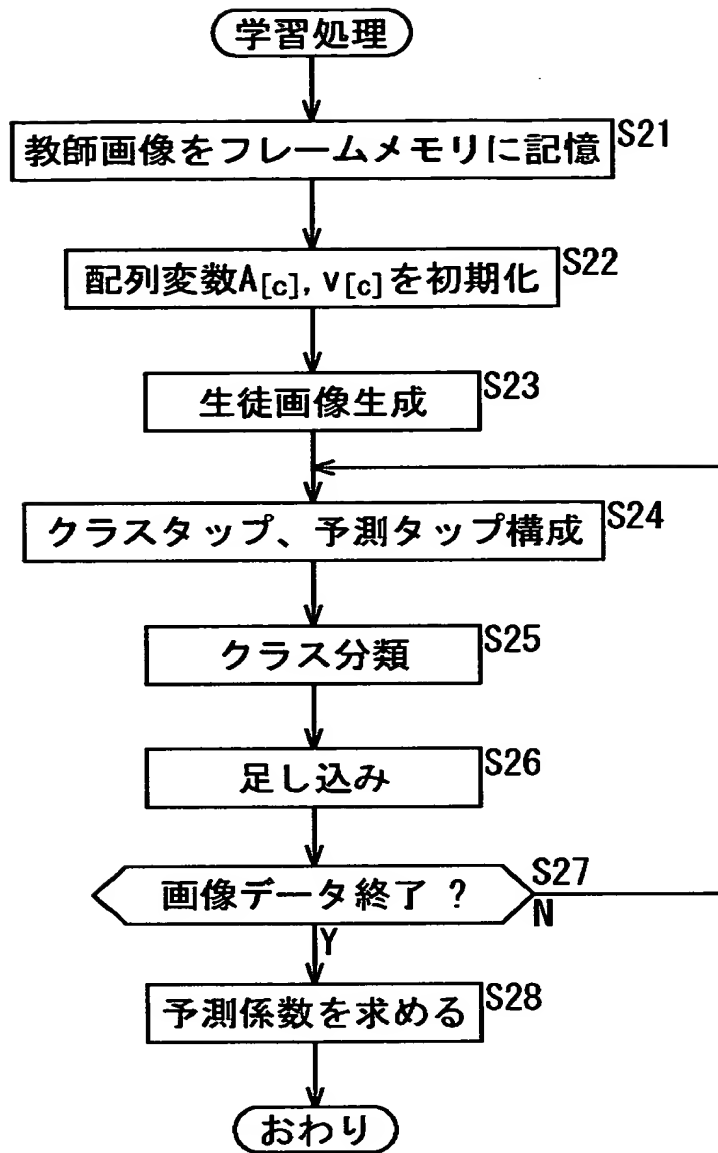 学習処理
教師画像をフレームメモリに記憶 S21
配列変数A[c], v[c]を初期化 S22
生徒画像生成 S23
クラスタップ、予測タップ構成 S24
クラス分類 S25
足し込み S26
画像データ終了 ? S27
N
Y
予測係数を求める S28
おわり